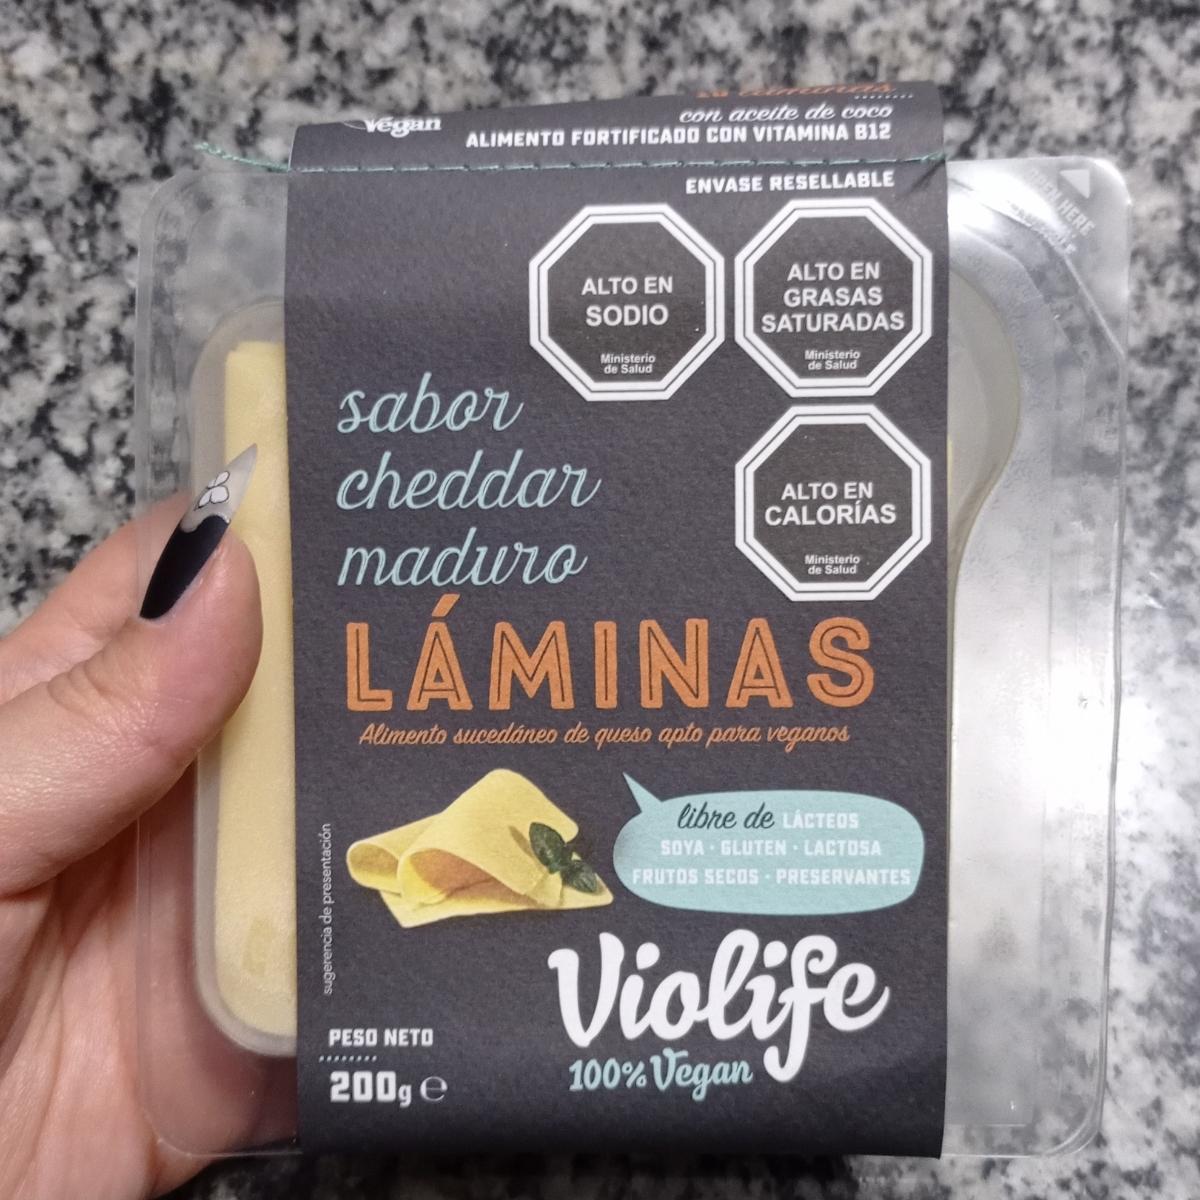 Vegan
láminas
con aceite de coco
ALIMENTO FORTIFICADO CON VITAMINA B12
ENVASE RESELLABLE
OPEN HERE
ALTO EN
SODIO
Ministerio
de Salud
ALTO EN
GRASAS
SATURADAS
Ministerio
de Salud
sabor
cheddar
maduro
ALTO EN
CALORÍAS
Ministerio
de Salud
LÁMINAS
Alimento sucedáneo de queso apto para veganos
libre de LÁCTEOS
SOYA · GLUTEN · LACTOSA
FRUTOS SECOS · PRESERVANTES
sugerencia de presentación
Violife
100% Vegan
PESO NETO
200g e